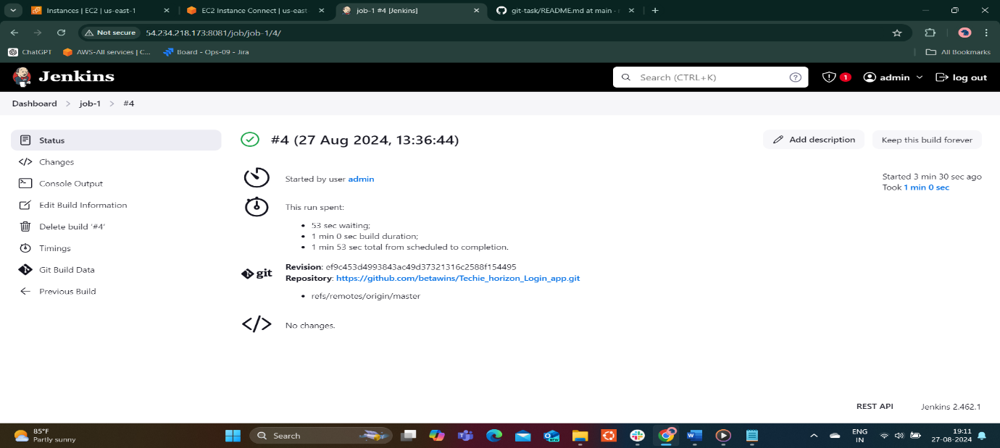 Instances | EC2 | us-east-1
EC2 Instance Connect | us-east-
job-1 #4 [Jenkins]
git-task/README.md at main ·
Not secure
54.234.218.173:8081/job/job-1/4/
ChatGPT
AWS-All services | C...
Board - Ops-09 - Jira
All Bookmarks
Jenkins
Search (CTRL+K)
1
admin
log out
Dashboard
job-1
#4
Status
Changes
Console Output
Edit Build Information
Delete build ‘#4’
Timings
Git Build Data
Previous Build
#4 (27 Aug 2024, 13:36:44)
Add description
Keep this build forever
Started by user admin
Started 3 min 30 sec ago
Took 1 min 0 sec
This run spent:
• 53 sec waiting;
• 1 min 0 sec build duration;
• 1 min 53 sec total from scheduled to completion.
git
Revision: ef9c453d4993843ac49d37321316c2588f154495
Repository: https://github.com/betawins/Techie_horizon_Login_app.git
• refs/remotes/origin/master
No changes.
REST API
Jenkins 2.462.1
85°F
Partly sunny
Search
ENG
IN
19:11
27-08-2024